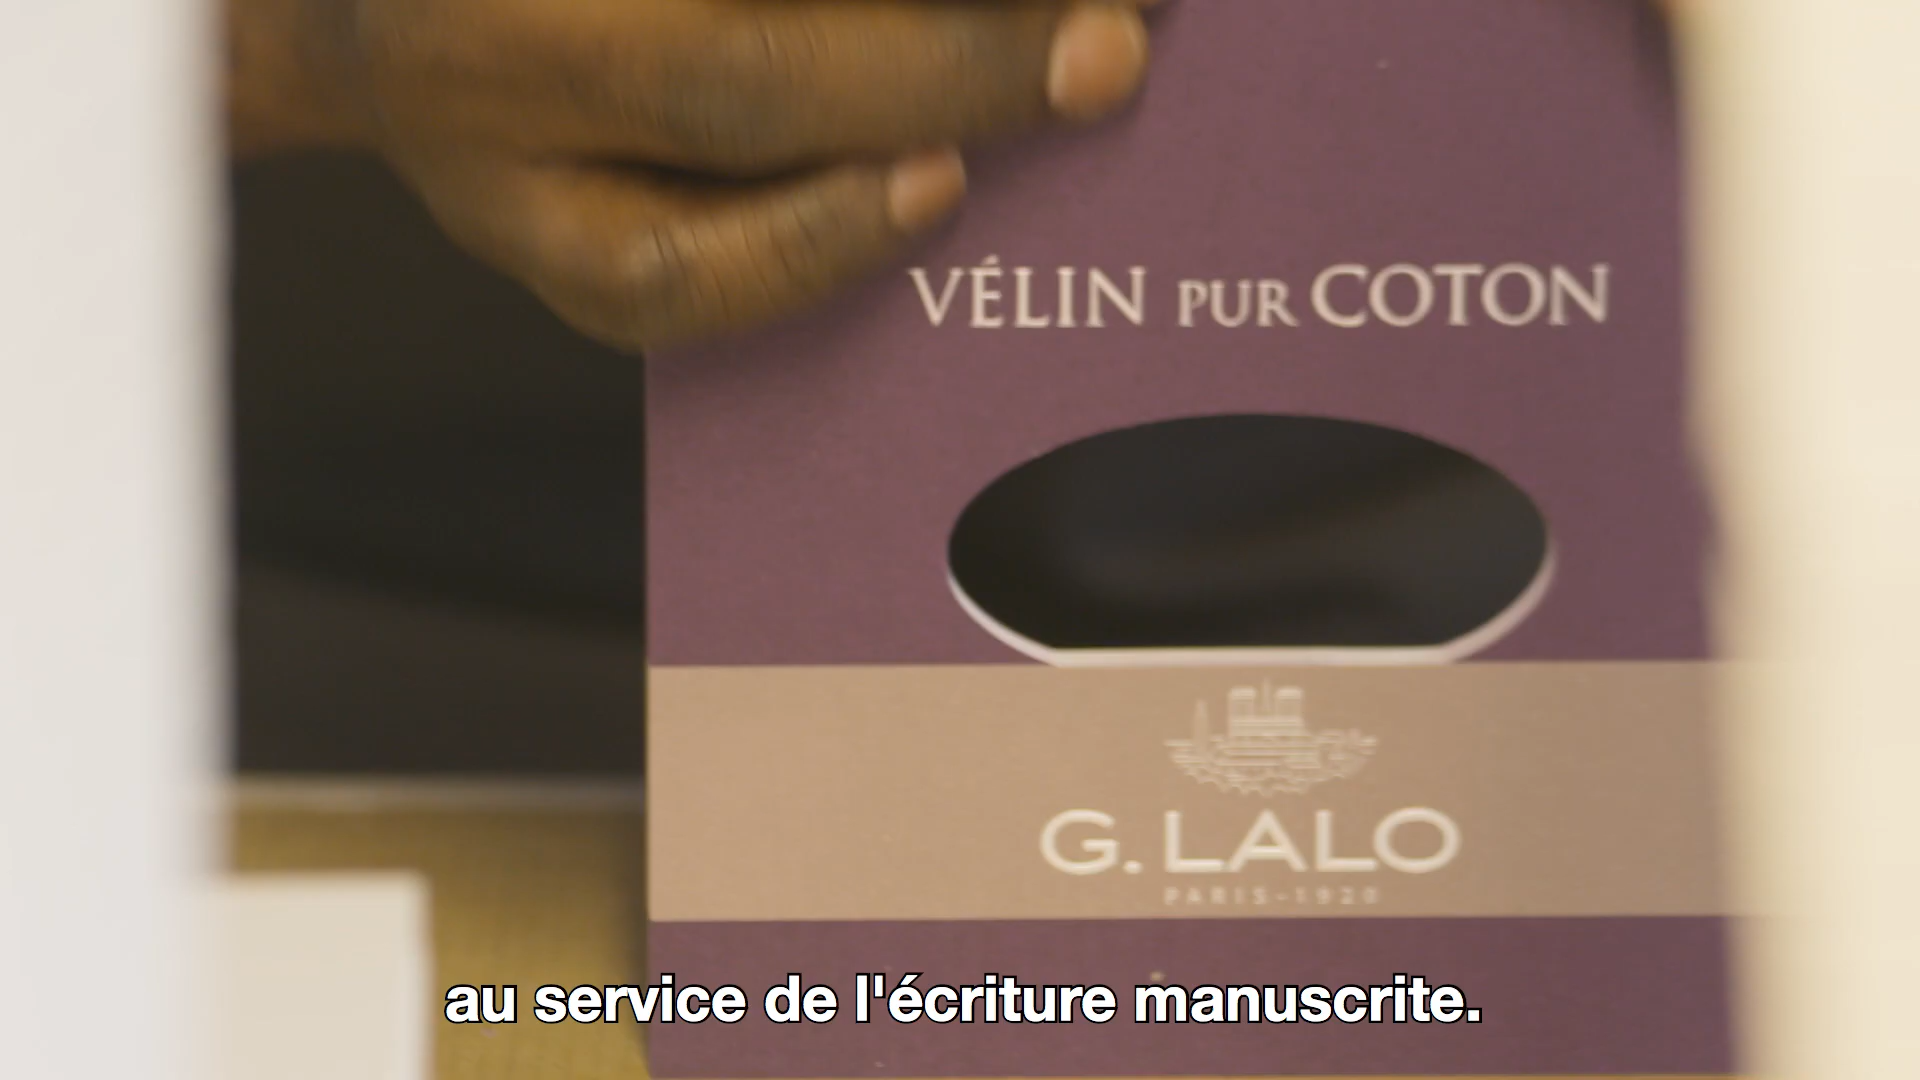 VÉLIN PUR COTON
G. LALO
PARIS-1920
au service de l'écriture manuscrite.